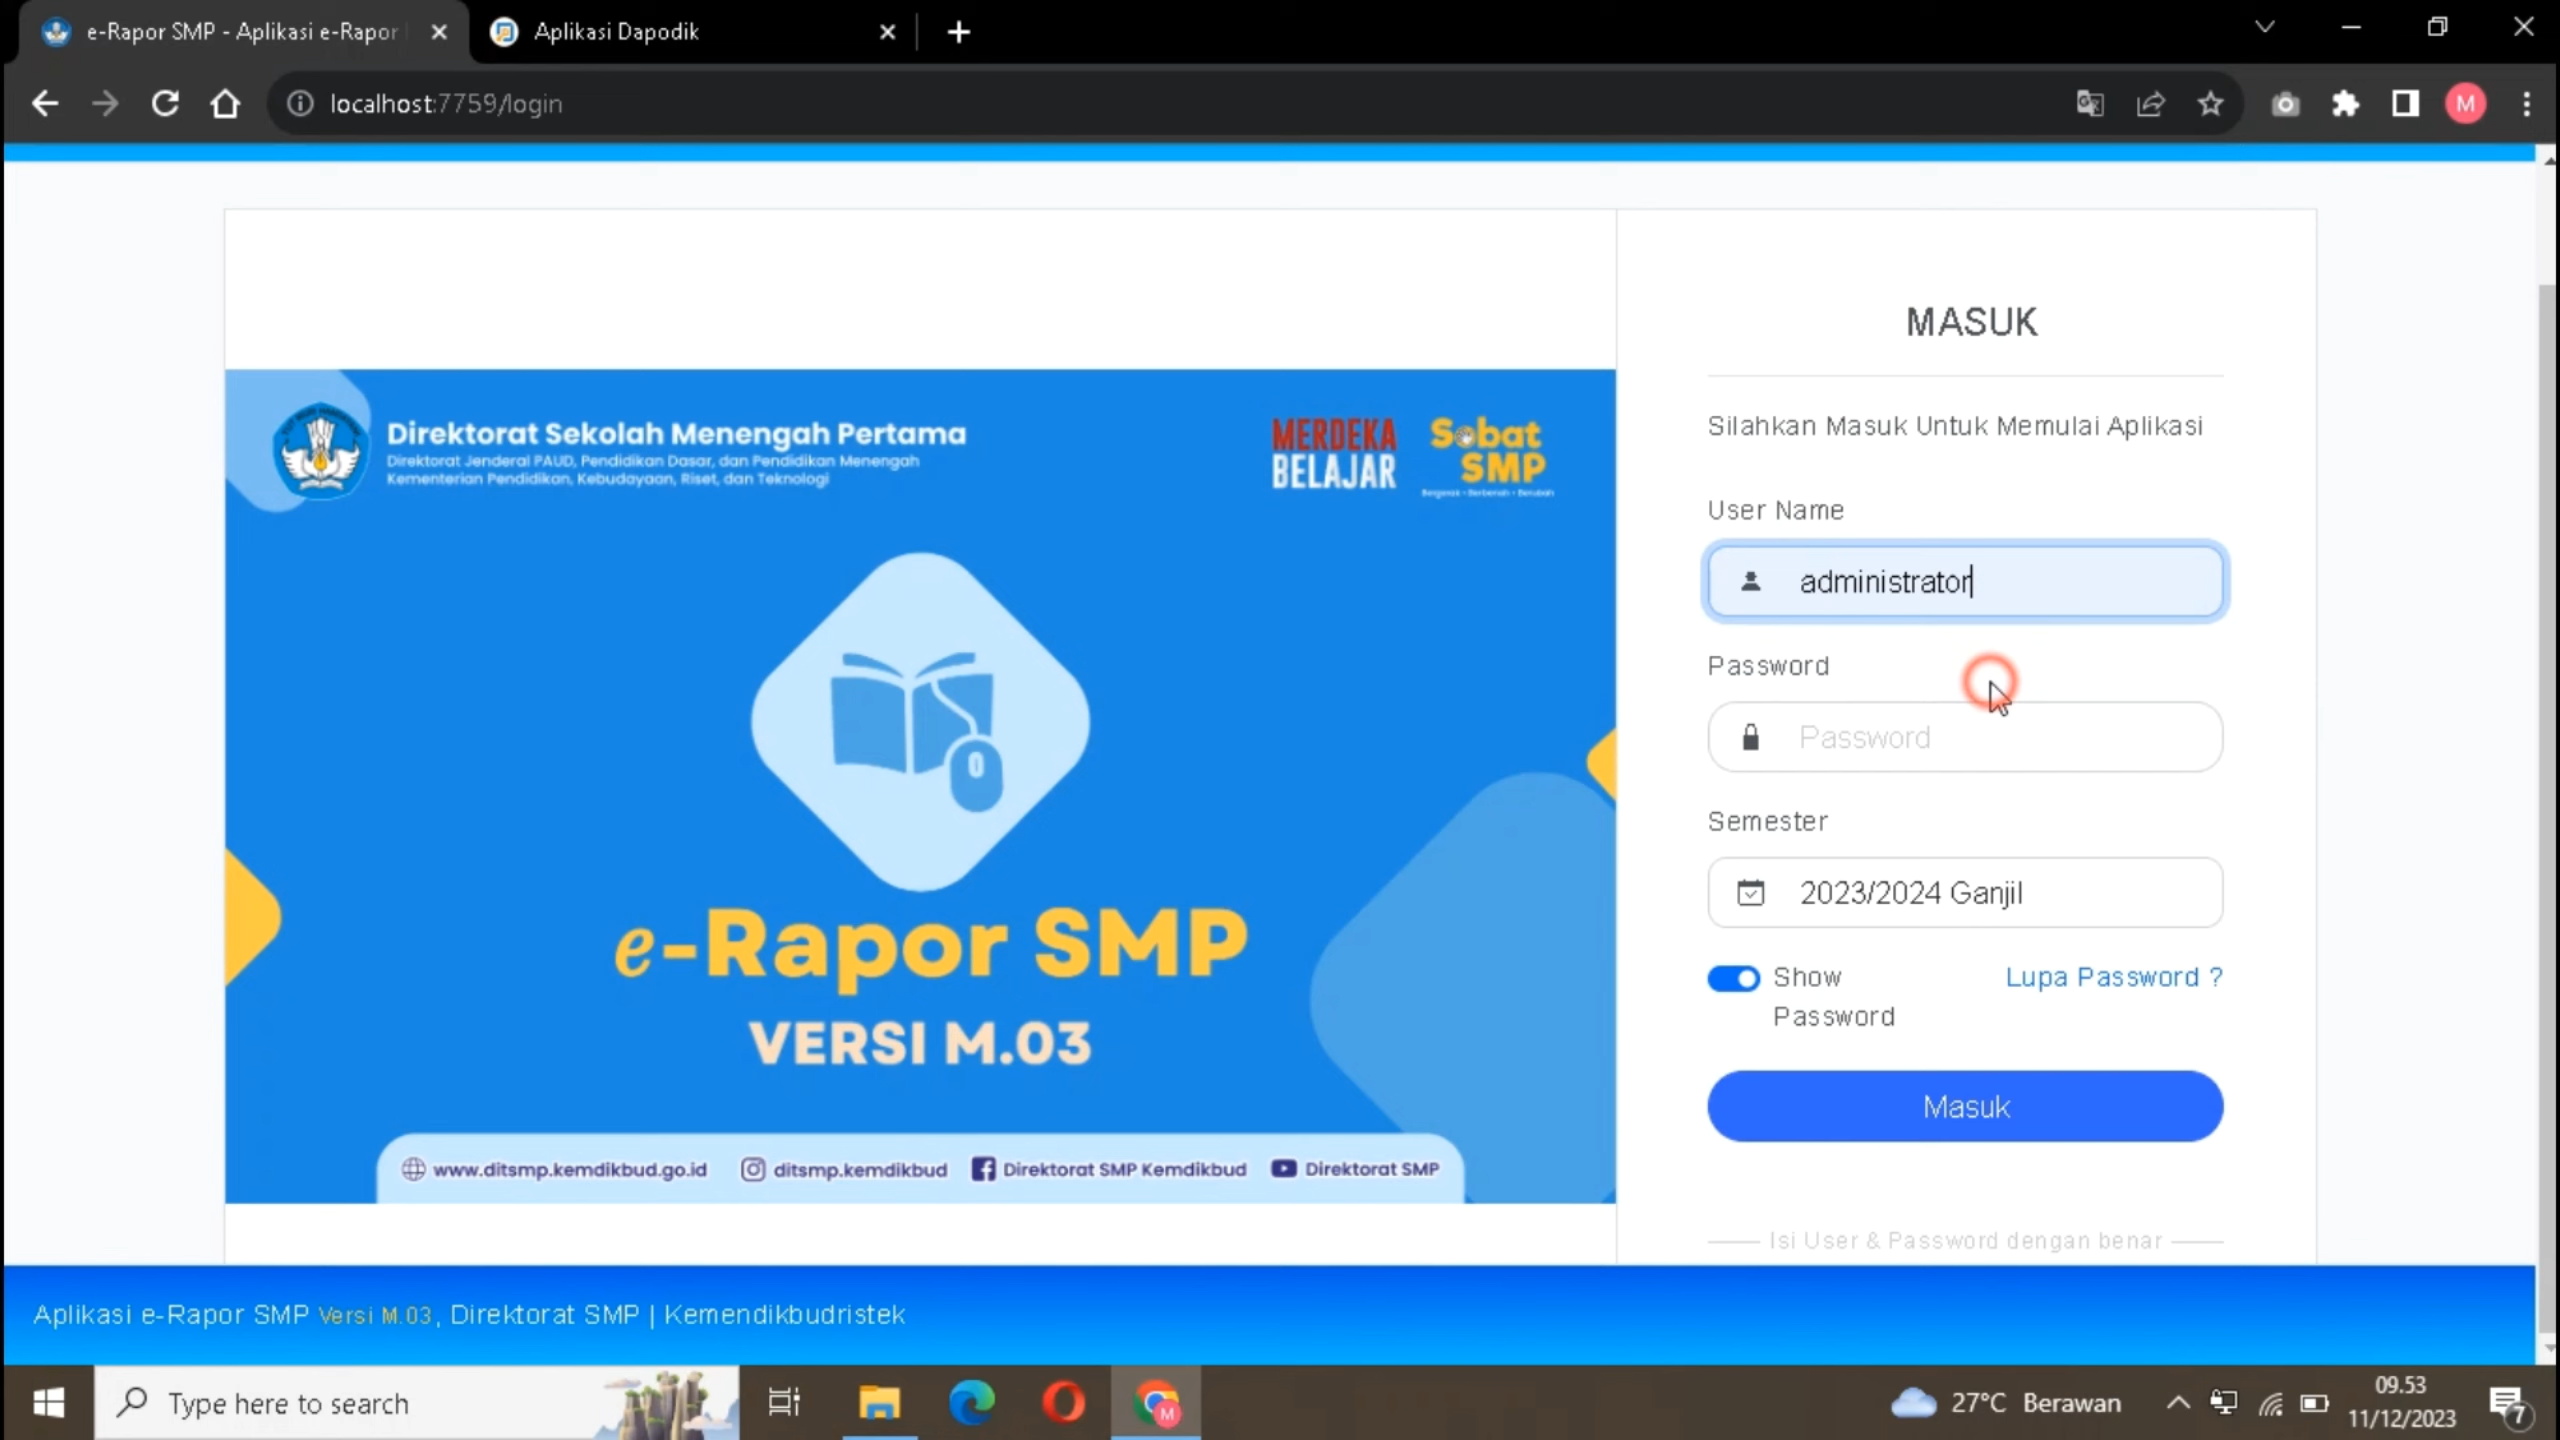 e-Rapor SMP - Aplikasi e-Rapor
Aplikasi Dapodik
localhost:7759/login
M
Direktorat Sekolah Menengah Pertama
Direktorat Jenderal PAUD, Pendidikan Dasar, dan Pendidikan Menengah
Kementerian Pendidikan, Kebudayaan, Riset, dan Teknologi
MERDEKA
BELAJAR
Sobat
SMP
Bergerak • Berbenah • Berubah
e-Rapor SMP
VERSI M.03
www.ditsmp.kemdikbud.go.id
ditsmp.kemdikbud
Direktorat SMP Kemdikbud
Direktorat SMP
MASUK
Silahkan Masuk Untuk Memulai Aplikasi
User Name
administrator
Password
Password
Semester
2023/2024 Ganjil
Show
Password
Lupa Password ?
Masuk
Isi User & Password dengan benar
Aplikasi e-Rapor SMP Versi M.03, Direktorat SMP | Kemendikbudristek
Type here to search
M
27°C Berawan
09.53
11/12/2023
7